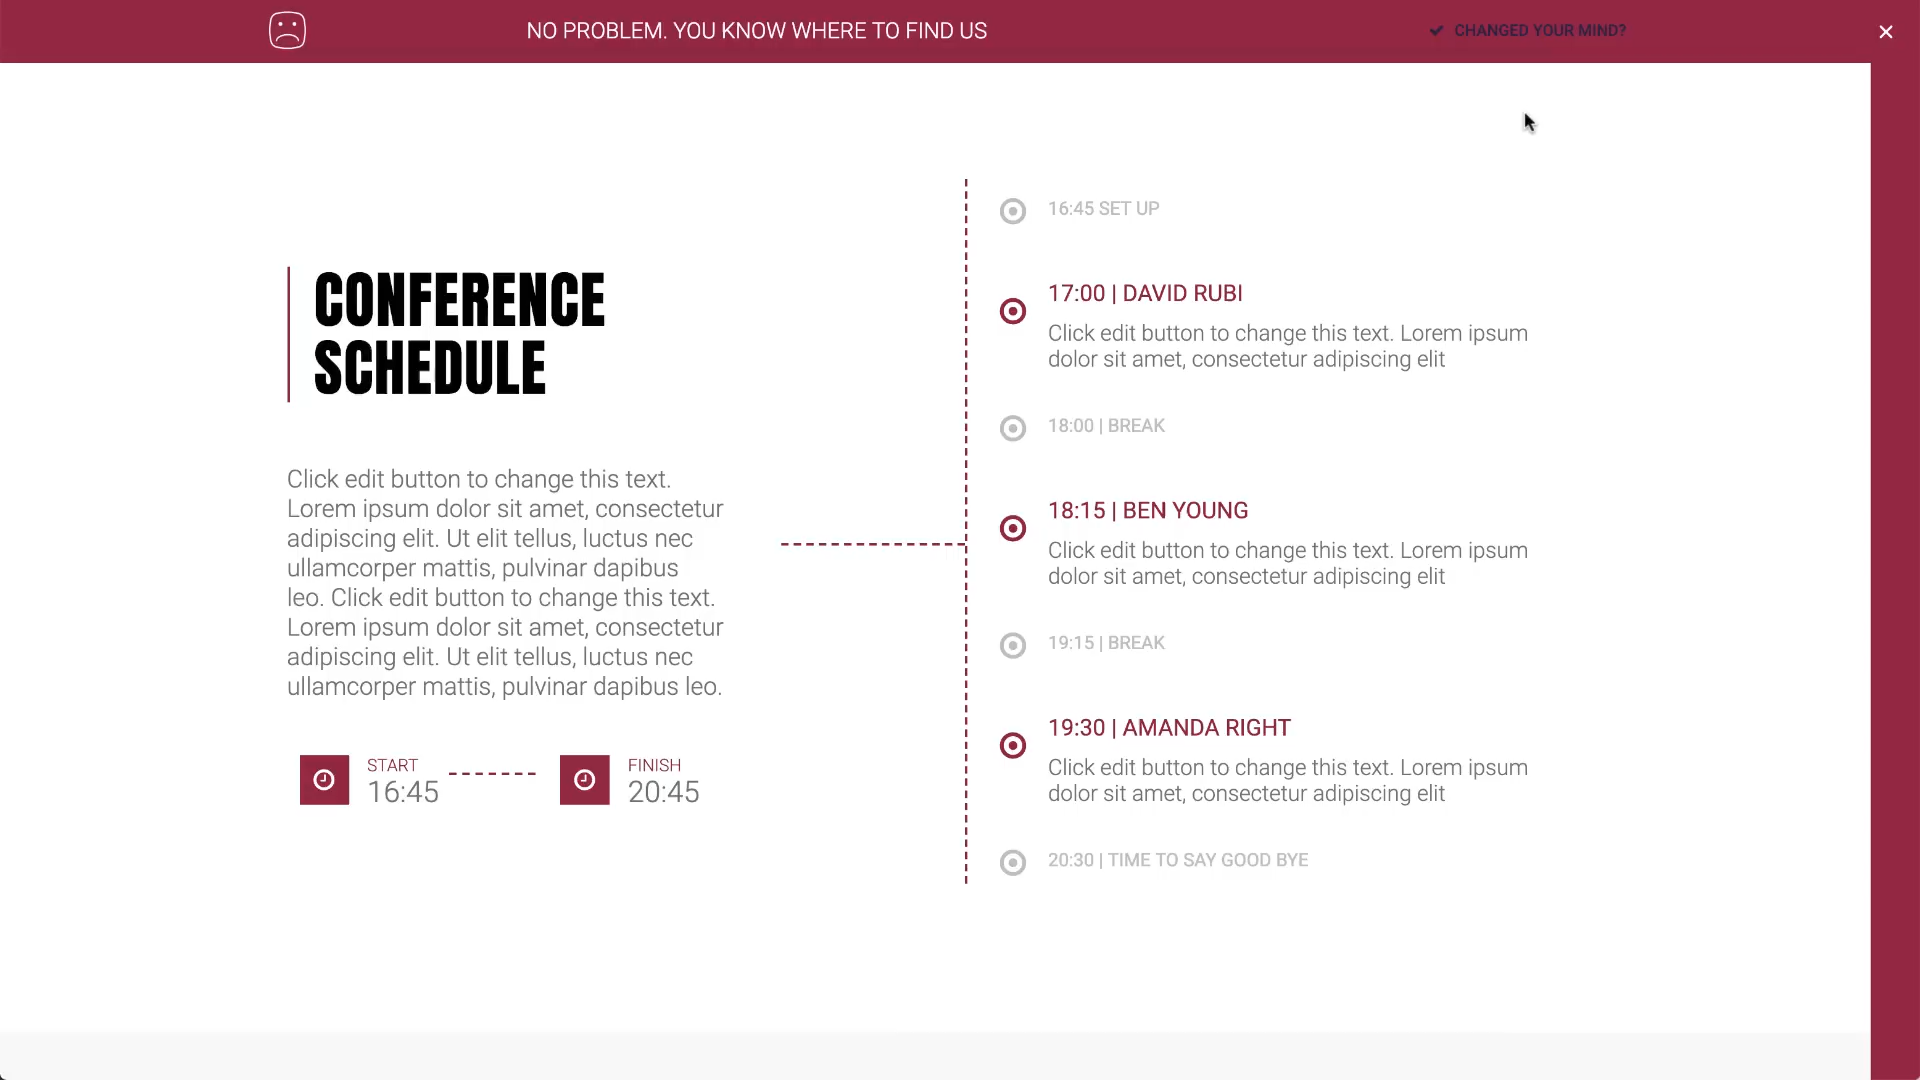 NO PROBLEM. YOU KNOW WHERE TO FIND US
CHANGED YOUR MIND?
CONFERENCE
SCHEDULE
Click edit button to change this text.
Lorem ipsum dolor sit amet, consectetur
adipiscing elit. Ut elit tellus, luctus nec
ullamcorper mattis, pulvinar dapibus
leo. Click edit button to change this text.
Lorem ipsum dolor sit amet, consectetur
adipiscing elit. Ut elit tellus, luctus nec
ullamcorper mattis, pulvinar dapibus leo.
START
16:45
FINISH
20:45
16:45 SET UP
17:00 | DAVID RUBI
Click edit button to change this text. Lorem ipsum
dolor sit amet, consectetur adipiscing elit
18:00 | BREAK
18:15 | BEN YOUNG
Click edit button to change this text. Lorem ipsum
dolor sit amet, consectetur adipiscing elit
19:15 | BREAK
19:30 | AMANDA RIGHT
Click edit button to change this text. Lorem ipsum
dolor sit amet, consectetur adipiscing elit
20:30 | TIME TO SAY GOOD BYE